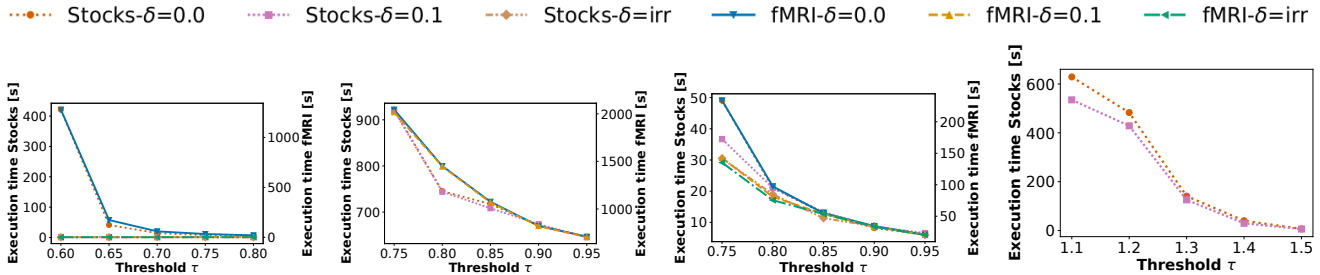 Stocks-δ=0.0 Stocks-δ=0.1 Stocks-δ=irr fMRI-δ=0.0 fMRI-δ=0.1 fMRI-δ=irr
Execution time Stocks [s]
400
300
200
100
0
0.60 0.65 0.70 0.75 0.80
Threshold τ
1000
500
0
Execution time fMRI [s]
Execution time Stocks [s]
900
800
700
0.75 0.80 0.85 0.90 0.95
Threshold τ
2000
1500
1000
Execution time fMRI [s]
Execution time Stocks [s]
50
40
30
20
10
0.75 0.80 0.85 0.90 0.95
Threshold τ
200
150
100
50
Execution time fMRI [s]
Execution time Stocks [s]
600
400
200
0
1.1 1.2 1.3 1.4 1.5
Threshold τ